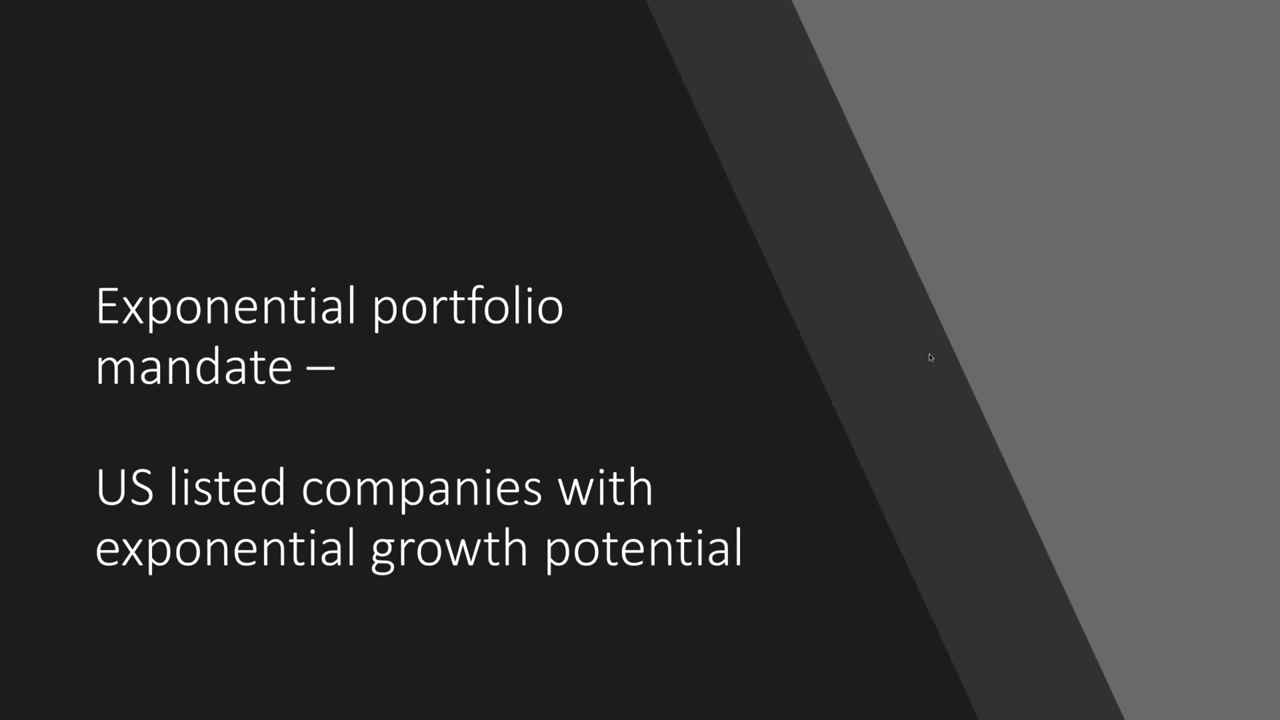 Exponential portfolio
mandate –
US listed companies with
exponential growth potential